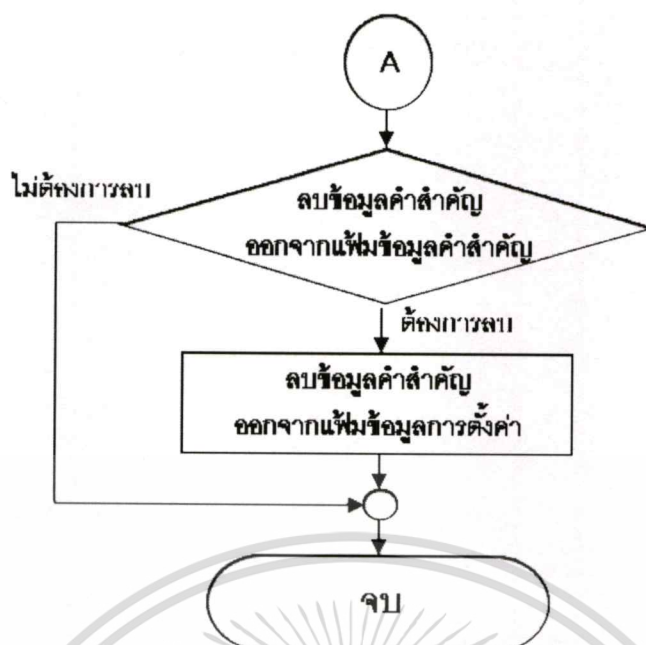 A
ไม่ต้องการลบ
ลบข้อมูลคำสำคัญ
ออกจากแฟ้มข้อมูลคำสำคัญ
ต้องการลบ
ลบข้อมูลคำสำคัญ
ออกจากแฟ้มข้อมูลการตั้งค่า
จบ